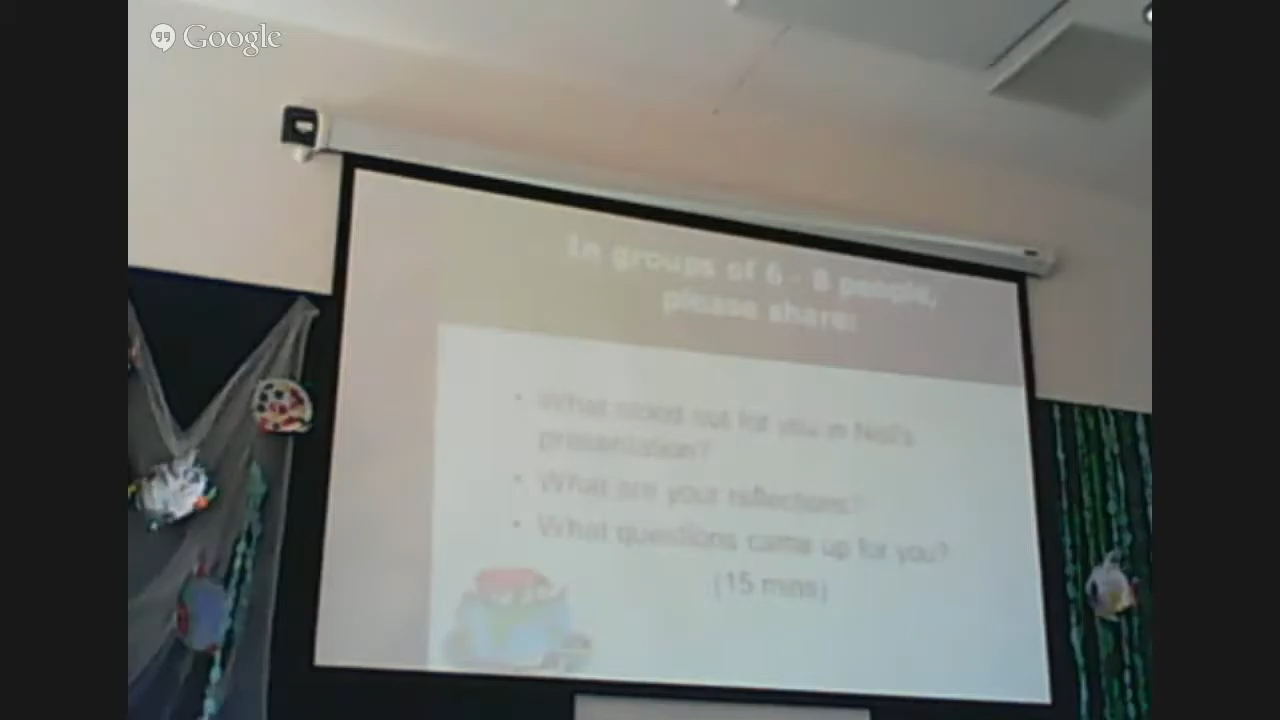 Google
In groups of 6 - 8 people,
please share:
• What stood out for you in Neil's
presentation?
• What are your reflections?
• What questions came up for you?
(15 mins)